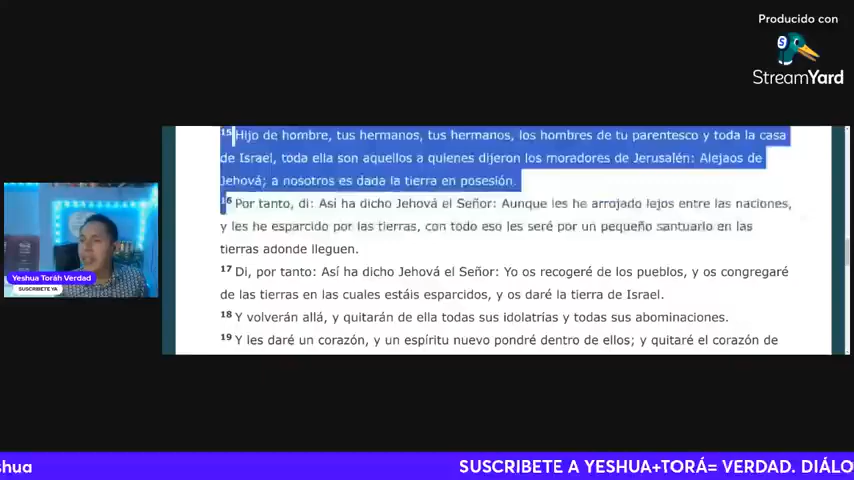 Producido con
StreamYard
15 Hijo de hombre, tus hermanos, tus hermanos, los hombres de tu parentesco y toda la casa
de Israel, toda ella son aquellos a quienes dijeron los moradores de Jerusalén: Alejaos de
Jehová; a nosotros es dada la tierra en posesión.
16 Por tanto, di: Así ha dicho Jehová el Señor: Aunque les he arrojado lejos entre las naciones,
y les he esparcido por las tierras, con todo eso les seré por un pequeño santuario en las
tierras adonde lleguen.
17 Di, por tanto: Así ha dicho Jehová el Señor: Yo os recogeré de los pueblos, y os congregaré
de las tierras en las cuales estáis esparcidos, y os daré la tierra de Israel.
18 Y volverán allá, y quitarán de ella todas sus idolatrías y todas sus abominaciones.
19 Y les daré un corazón, y un espíritu nuevo pondré dentro de ellos; y quitaré el corazón de
Yeshua Toráh Verdad
SUSCRIBETE YA
shua
SUSCRIBETE A YESHUA+TORÁ= VERDAD. DIÁLO